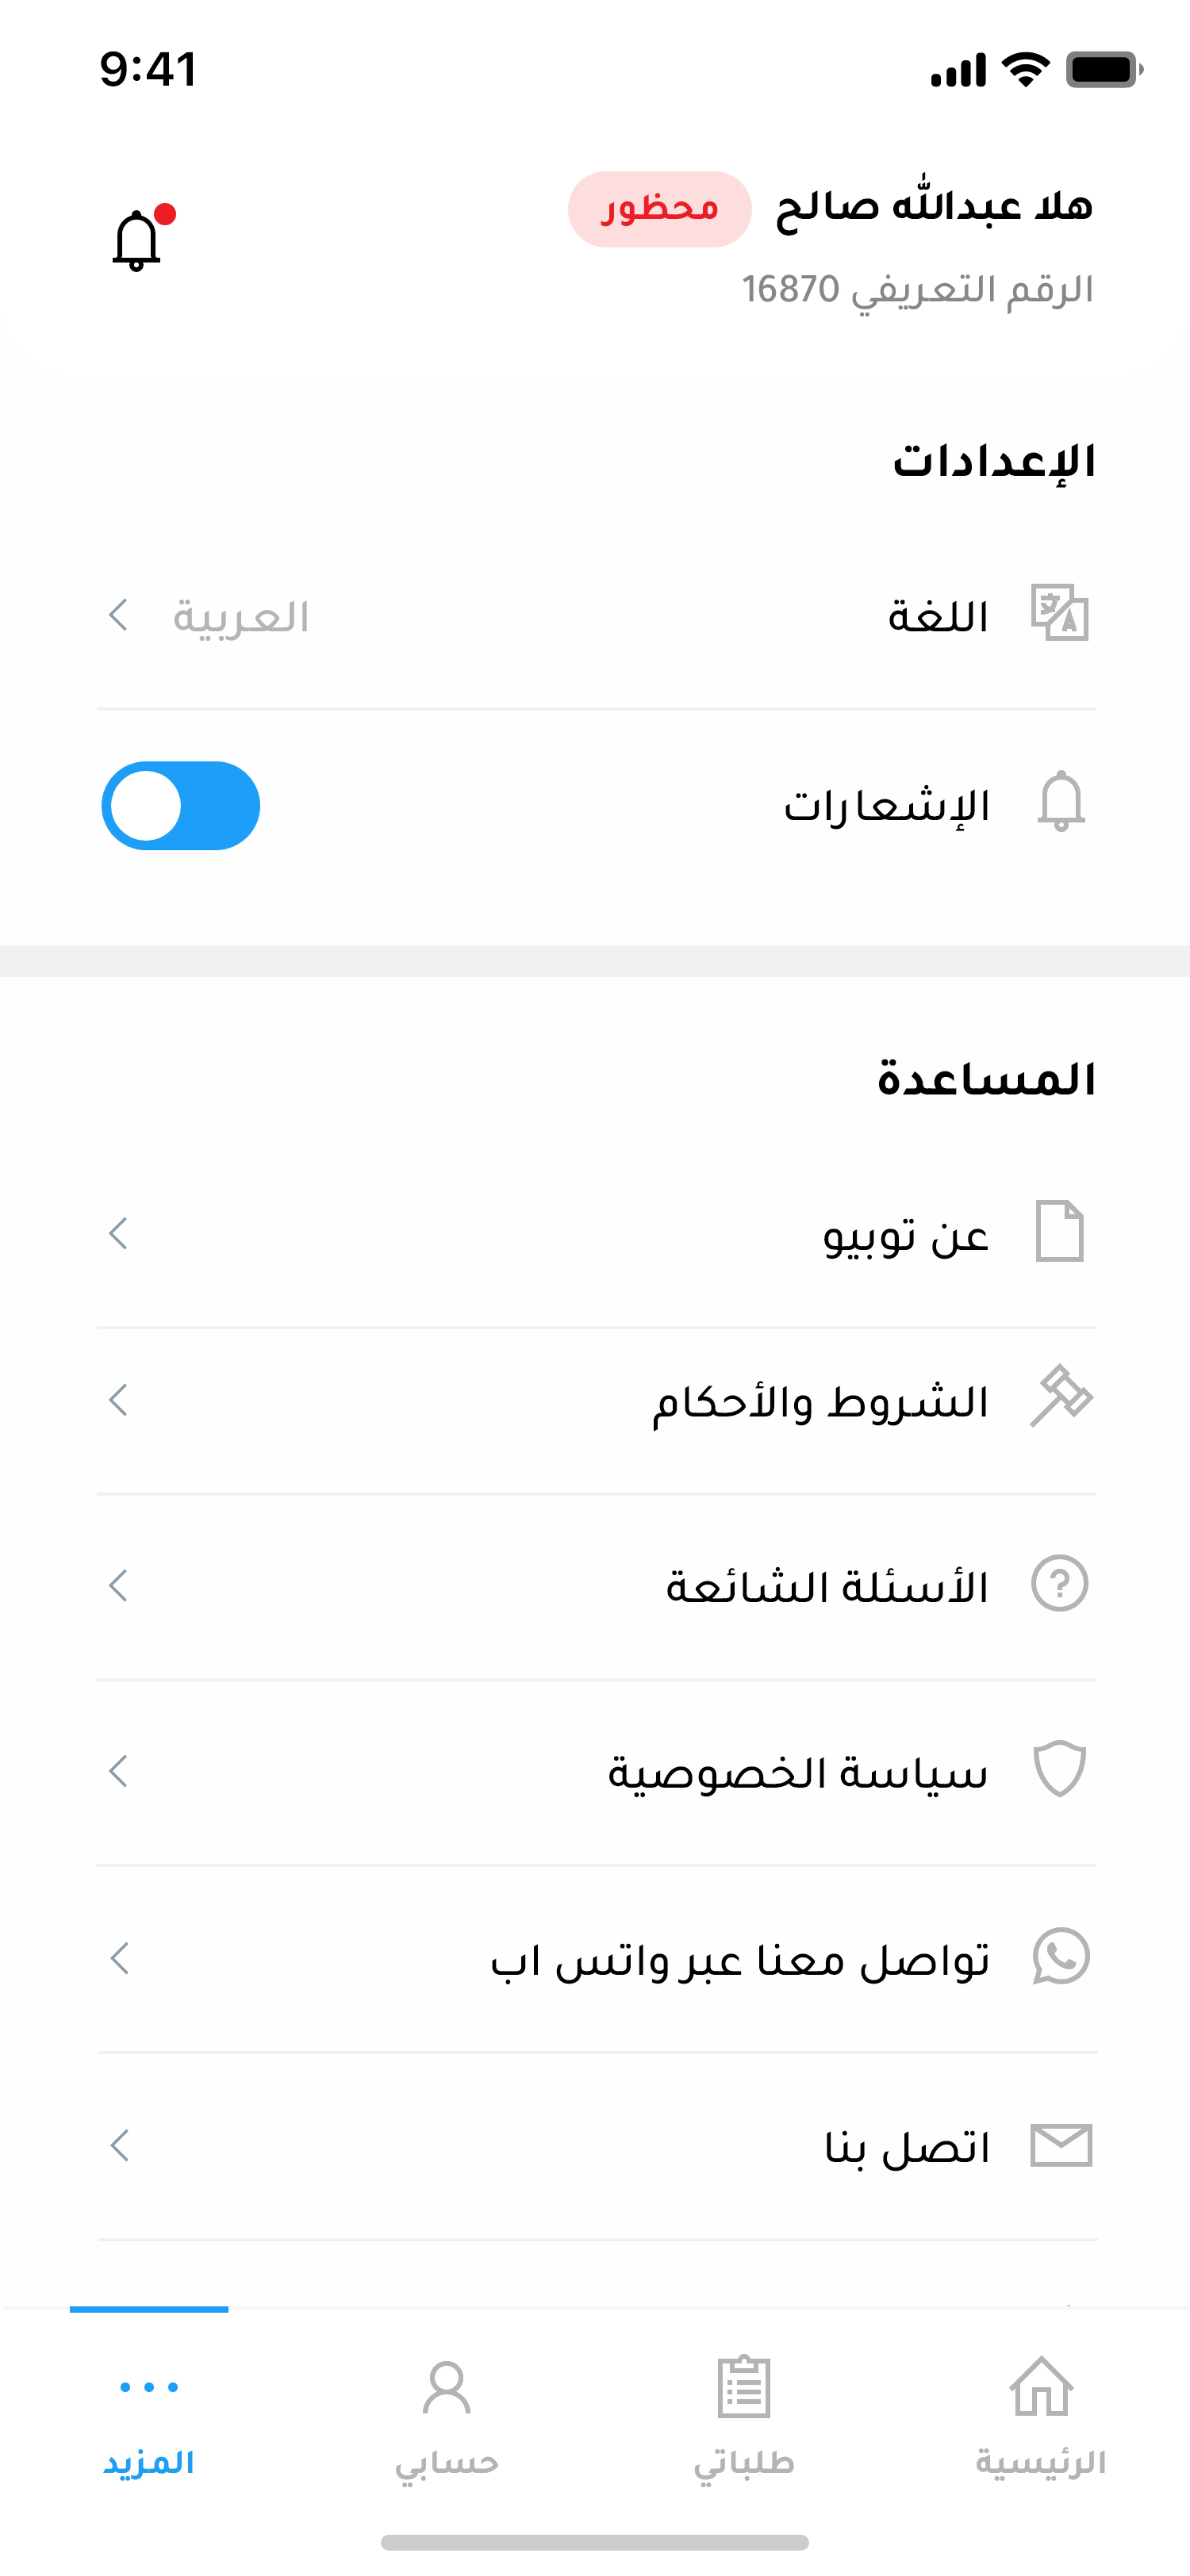 9:41
هلا عبدالله صالح محظور
الرقم التعريفي 16870
الإعدادات
اللغة العربية
الإشعارات
المساعدة
عن توبيو
الشروط والأحكام
الأسئلة الشائعة
سياسة الخصوصية
تواصل معنا عبر واتس اب
اتصل بنا
الرئيسية طلباتي حسابي المزيد